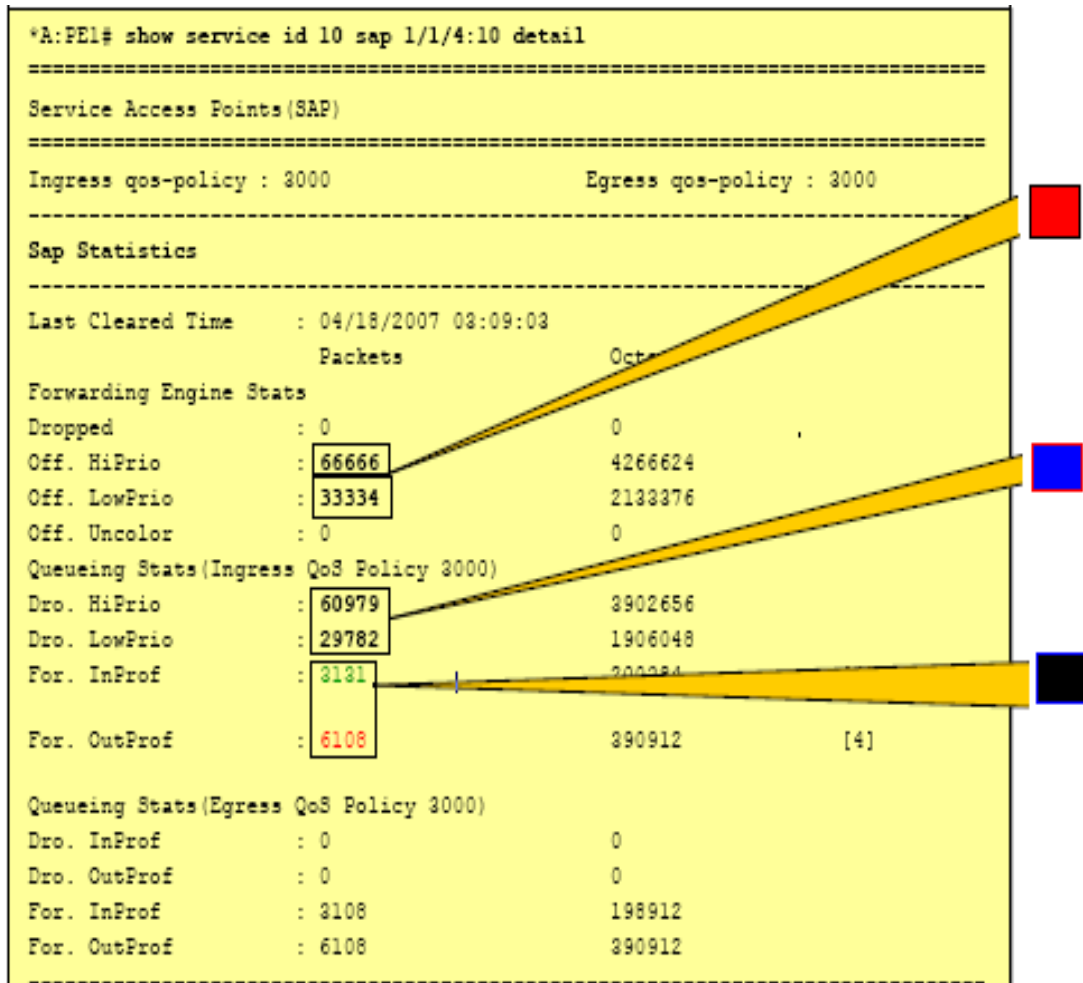 *A:PE1# show service id 10 sap 1/1/4:10 detail
===============================================================================
Service Access Points(SAP)
===============================================================================
Ingress qos-policy : 3000 Egress qos-policy : 3000
-------------------------------------------------------------------------------
Sap Statistics
-------------------------------------------------------------------------------
Last Cleared Time : 04/18/2007 03:09:03
Packets
Forwarding Engine Stats
Dropped : 0 0
Off. HiPrio : 66666 4266624
Off. LowPrio : 33334 2133376
Off. Uncolor : 0 0
Queueing Stats(Ingress QoS Policy 3000)
Dro. HiPrio : 60979 3902656
Dro. LowPrio : 29782 1906048
For. InProf : 3131
For. OutProf : 6108 390912 [4]
Queueing Stats(Egress QoS Policy 3000)
Dro. InProf : 0 0
Dro. OutProf : 0 0
For. InProf : 3108 198912
For. OutProf : 6108 390912
-------------------------------------------------------------------------------